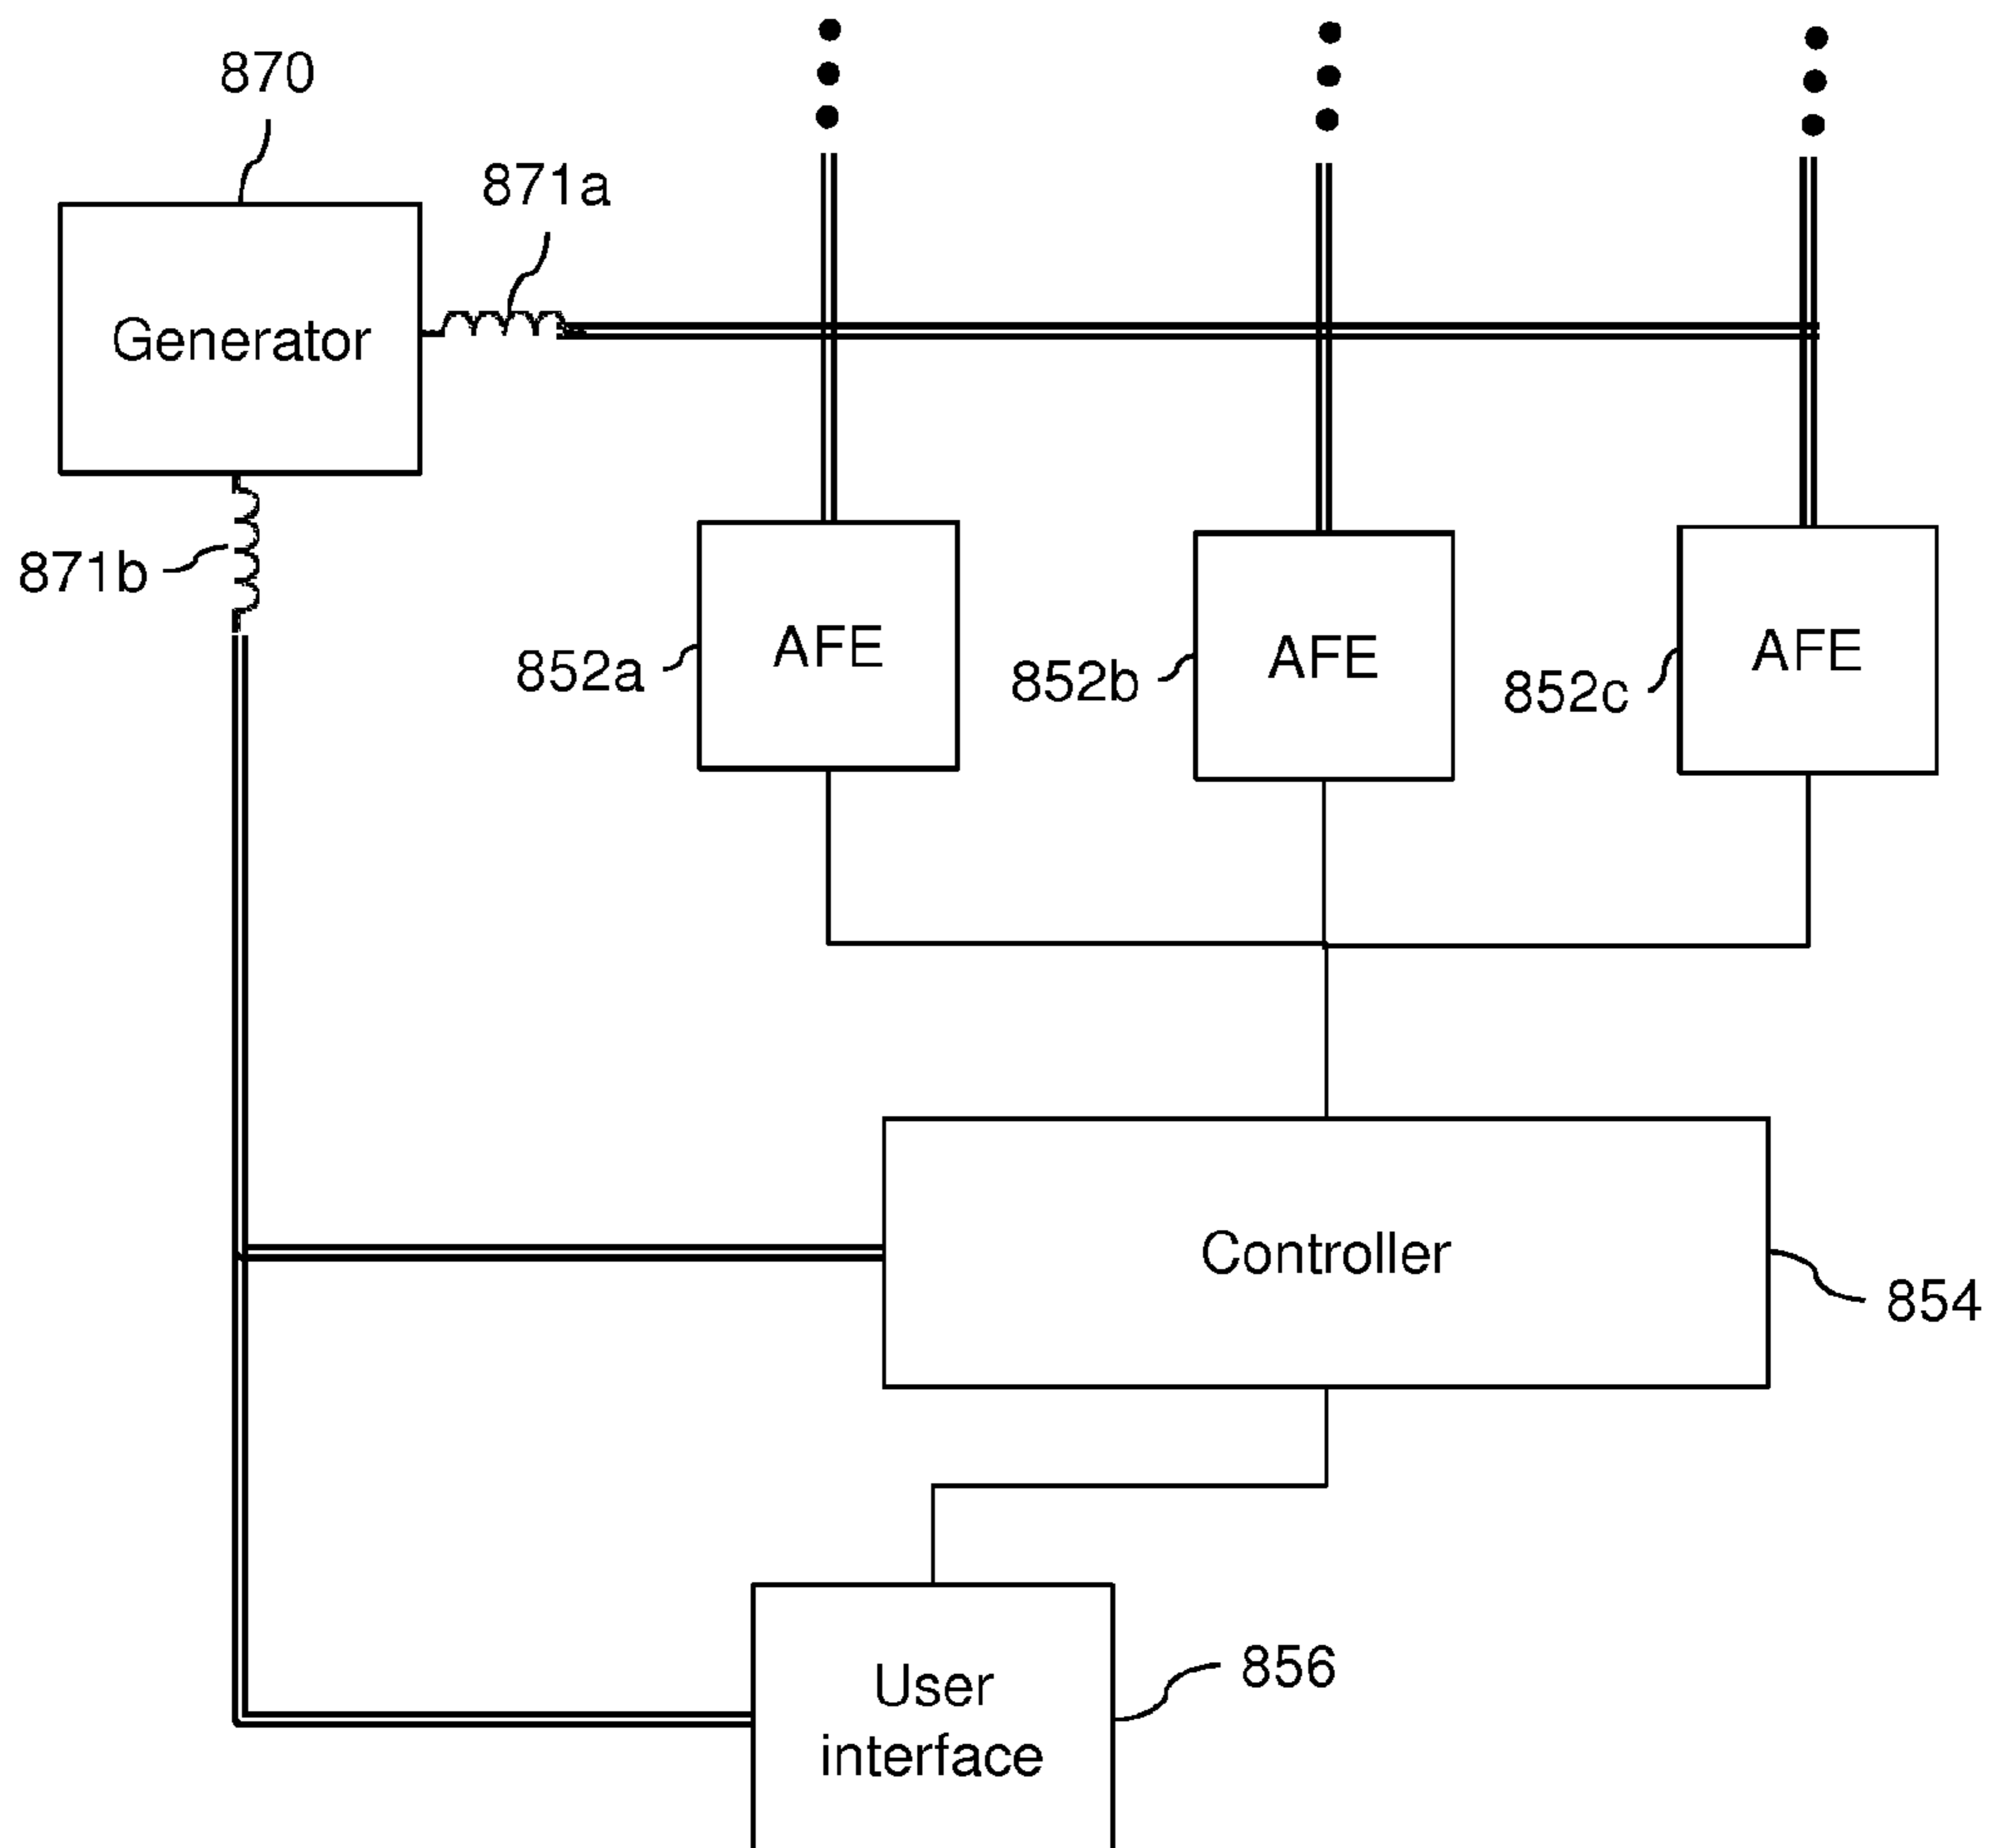 870
871a
Generator
871b
852a
AFE
852b
AFE
852c
AFE
Controller
854
User
interface
856